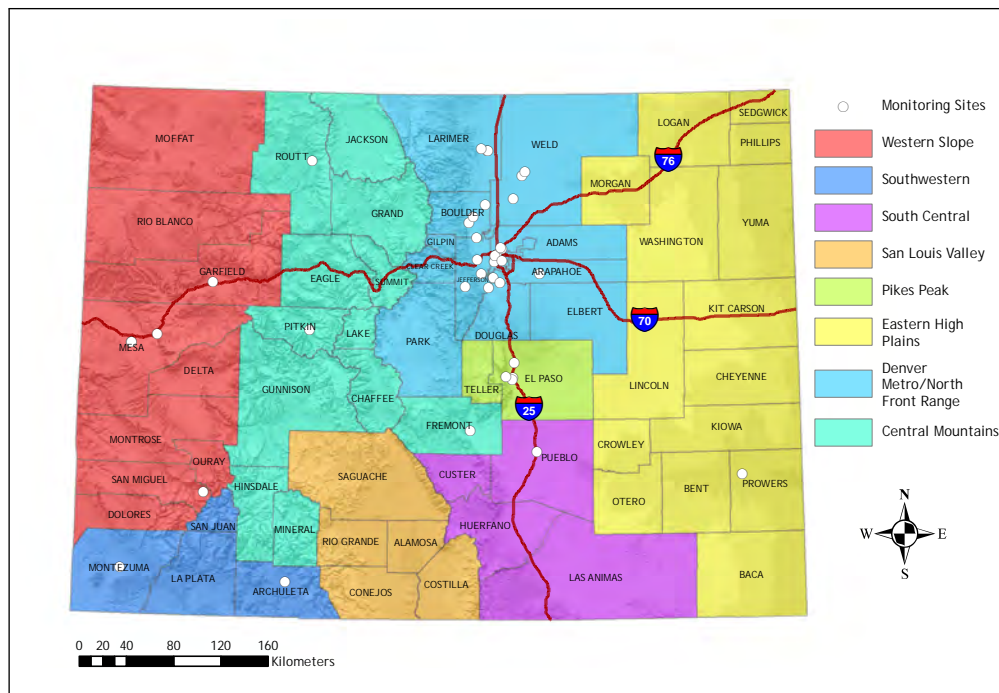 MOFFAT
ROUTT
JACKSON
LARIMER
WELD
LOGAN
SEDGWICK
PHILLIPS
76
MORGAN
RIO BLANCO
GRAND
BOULDER
WASHINGTON
YUMA
GILPIN
ADAMS
GARFIELD
EAGLE
SUMMIT
CLEAR CREEK
JEFFERSON
ARAPAHOE
ELBERT
70
KIT CARSON
MESA
PITKIN
LAKE
PARK
DOUGLAS
DELTA
GUNNISON
CHAFFEE
TELLER
EL PASO
LINCOLN
CHEYENNE
25
MONTROSE
FREMONT
KIOWA
OURAY
CROWLEY
SAN MIGUEL
HINSDALE
SAGUACHE
CUSTER
PUEBLO
OTERO
BENT
PROWERS
DOLORES
SAN JUAN
MINERAL
RIO GRANDE
ALAMOSA
HUERFANO
MONTEZUMA
LA PLATA
ARCHULETA
CONEJOS
COSTILLA
LAS ANIMAS
BACA
Monitoring Sites
Western Slope
Southwestern
South Central
San Louis Valley
Pikes Peak
Eastern High
Plains
Denver
Metro/North
Front Range
Central Mountains
N
W E
S
0 20 40 80 120 160
Kilometers